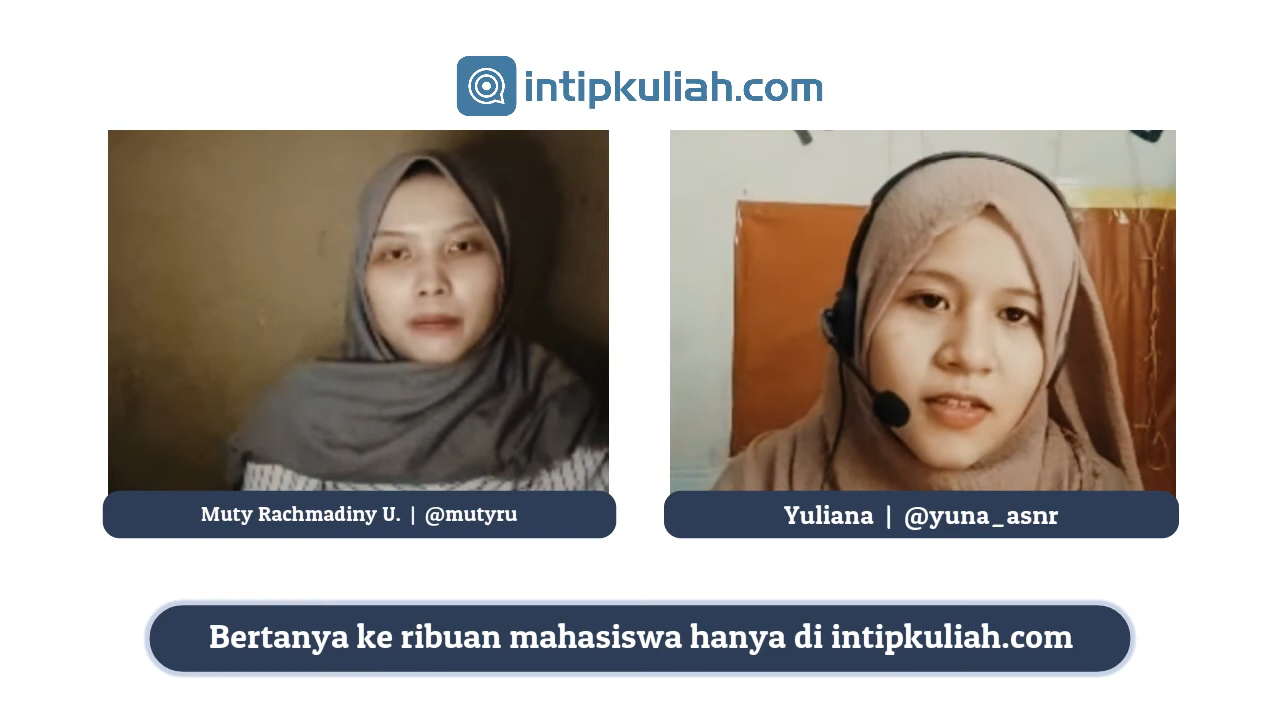 intipkuliah.com
Muty Rachmadiny U. | @mutyru
Yuliana | @yuna_asnr
Bertanya ke ribuan mahasiswa hanya di intipkuliah.com